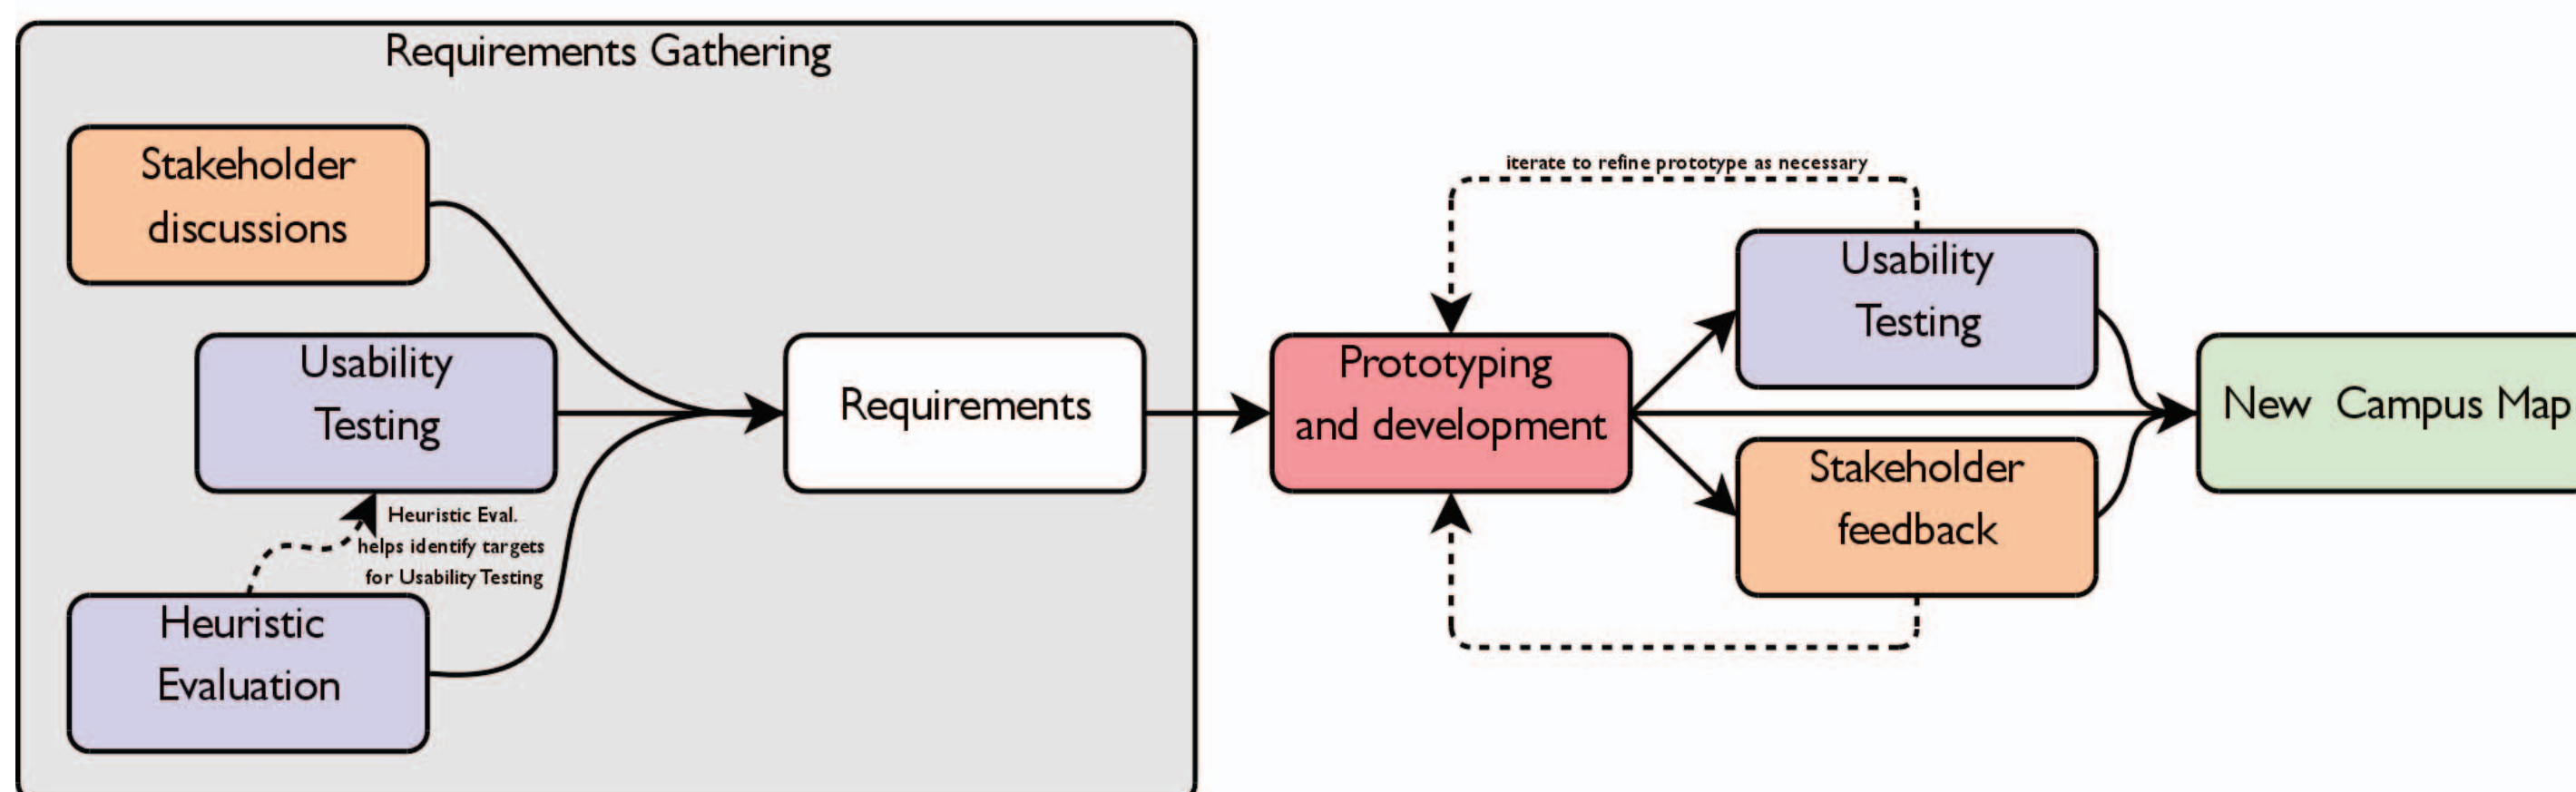 Requirements Gathering
Stakeholder
discussions
Usability
Testing
Heuristic Eval.
helps identify targets
for Usability Testing
Heuristic
Evaluation
Requirements
Prototyping
and development
iterate to refine prototype as necessary
Usability
Testing
Stakeholder
feedback
New Campus Map